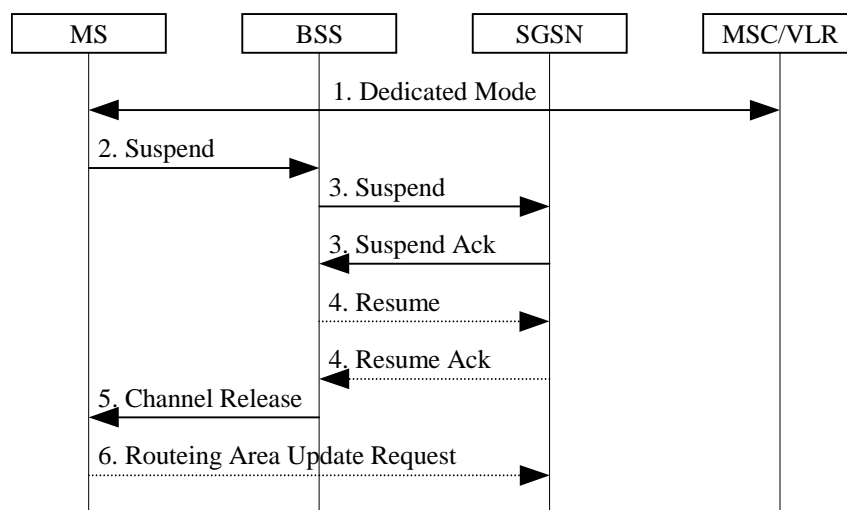 MS
BSS
SGSN
MSC/VLR
1. Dedicated Mode
2. Suspend
3. Suspend
3. Suspend Ack
4. Resume
4. Resume Ack
5. Channel Release
6. Routeing Area Update Request